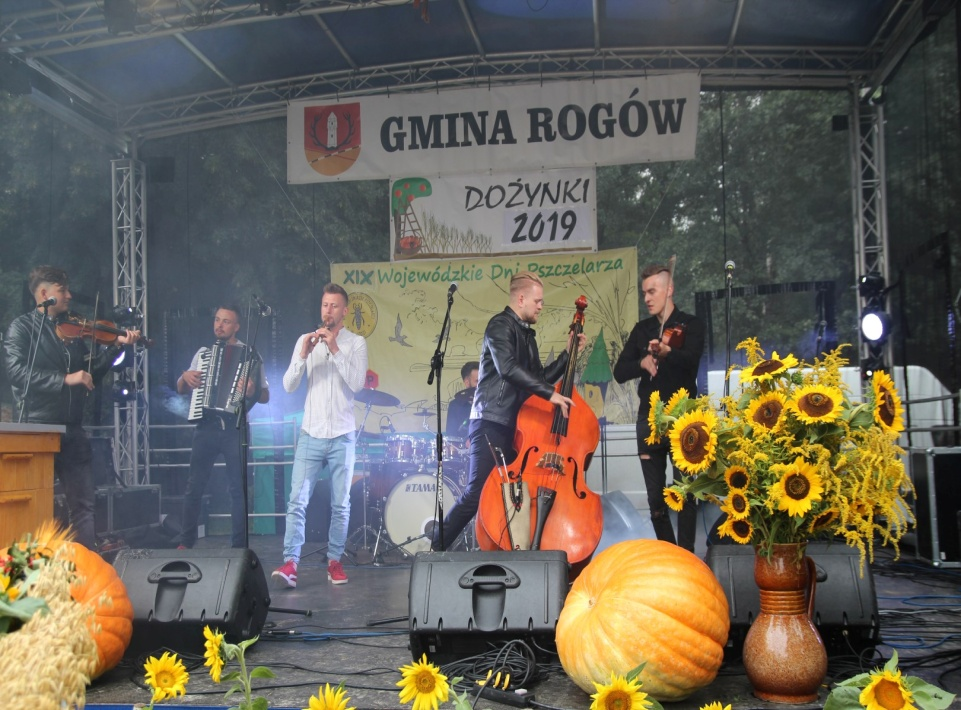 GMINA ROGÓW
DOŻYNKI
2019
XIX Wojewódzkie Dni Pszczelarza
TAMA